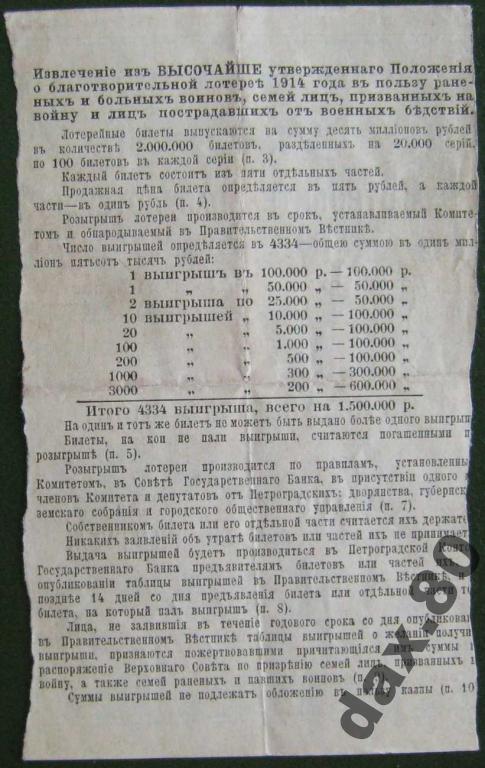 Извлеченіе изъ ВЫСОЧАЙШЕ утвержденнаго Положенія
о благотворительной лотереѣ 1914 года въ пользу ране-
ныхъ и больныхъ воиновъ, семей лицъ, призванныхъ на
войну и лицъ пострадавшихъ отъ военныхъ бѣдствій.
Лотерейные билеты выпускаются на сумму десять милліоновъ рублей
въ количествѣ 2.000.000 билетовъ, раздѣленныхъ на 20.000 серій,
по 100 билетовъ въ каждой серіи (п. 3).
Каждый билетъ состоитъ изъ пяти отдѣльныхъ частей.
Продажная цѣна билета опредѣляется въ пять рублей, а каждой
части—въ одинъ рубль (п. 4).
Розыгрышъ лотереи производится въ срокъ, устанавливаемый Комите-
томъ и обнародываемый въ Правительственномъ Вѣстникѣ.
Число выигрышей опредѣляется въ 4334—общею суммою въ одинъ мил-
ліонъ пятьсотъ тысячъ рублей:
1 выигрышъ въ 100.000 р. — 100.000 р.
1 „ „ 50.000 „ — 50.000 „
2 выигрыша по 25.000 „ — 50.000 „
10 выигрышей „ 10.000 „ — 100.000 „
20 „ „ 5.000 „ — 100.000 „
100 „ „ 1.000 „ — 100.000 „
200 „ „ 500 „ — 100.000 „
1000 „ „ 300 „ — 300.000 „
3000 „ „ 200 „ — 600.000 „
Итого 4334 выигрыша, всего на 1.500.000 р.
На одинъ и тотъ же билетъ не можетъ быть выдано болѣе одного выигрыш
Билеты, на кои не пали выигрыши, считаются погашенными п
розыгрышѣ (п. 5).
Розыгрышъ лотереи производится по правиламъ, установлен
Комитетомъ, въ Совѣтѣ Государственнаго Банка, въ присутствіи одного и
членовъ Комитета и депутатовъ отъ Петроградскихъ: дворянства, губернск
земскаго собранія и городского общественнаго управленія (п. 7).
Собственникомъ билета или его отдѣльной части считается ихъ держате
Никакихъ заявленій объ утратѣ билетовъ или частей ихъ не принимает
Выдача выигрышей будетъ производиться въ Петроградской Конто
Государственнаго Банка предъявителямъ билетовъ или частей ихъ
опубликованіи таблицы выигрышей въ Правительственномъ Вѣстникѣ, н
позднѣе 14 дней со дня предъявленія билета или отдѣльной части то
билета, на который палъ выигрышъ (п. 8).
Лица, не заявившія въ теченіе годового срока со дня опубликован
въ Правительственномъ Вѣстникѣ таблицы выигрышей о желаніи получи
выигрыши, признаются пожертвовавшими причитающіяся имъ суммы в
распоряженіе Верховнаго Совѣта по призрѣнію семей лицъ, призванныхъ н
войну, а также семей раненыхъ и павшихъ воиновъ (п. 9).
Суммы выигрышей не подлежатъ обложенію въ пользу казны (п. 10
dax.80